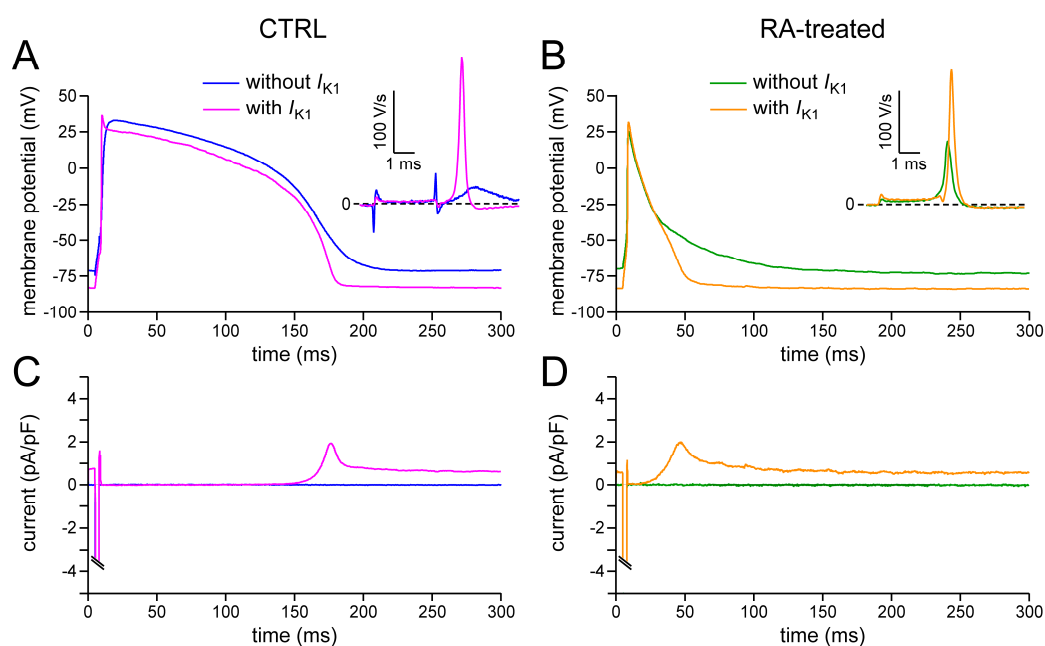 CTRL
RA-treated
A
without IK1
with IK1
membrane potential (mV)
50
25
0
-25
-50
-75
-100
100 V/s
1 ms
0
0 50 100 150 200 250 300
time (ms)
B
without IK1
with IK1
membrane potential (mV)
50
25
0
-25
-50
-75
-100
100 V/s
1 ms
0
0 50 100 150 200 250 300
time (ms)
C
current (pA/pF)
4
2
0
-2
-4
0 50 100 150 200 250 300
time (ms)
D
current (pA/pF)
4
2
0
-2
-4
0 50 100 150 200 250 300
time (ms)